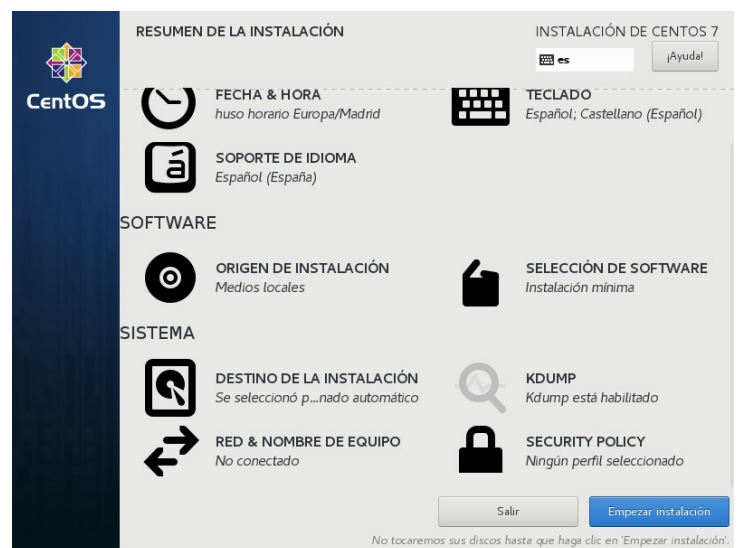 RESUMEN DE LA INSTALACIÓN
INSTALACIÓN DE CENTOS 7
es
¡Ayuda!
CentOS
FECHA & HORA
huso horario Europa/Madrid
TECLADO
Español; Castellano (Español)
á
SOPORTE DE IDIOMA
Español (España)
SOFTWARE
ORIGEN DE INSTALACIÓN
Medios locales
SELECCIÓN DE SOFTWARE
Instalación mínima
SISTEMA
DESTINO DE LA INSTALACIÓN
Se seleccionó p...nado automático
KDUMP
Kdump está habilitado
RED & NOMBRE DE EQUIPO
No conectado
SECURITY POLICY
Ningún perfil seleccionado
Salir
Empezar instalación
No tocaremos sus discos hasta que haga clic en 'Empezar instalación'.